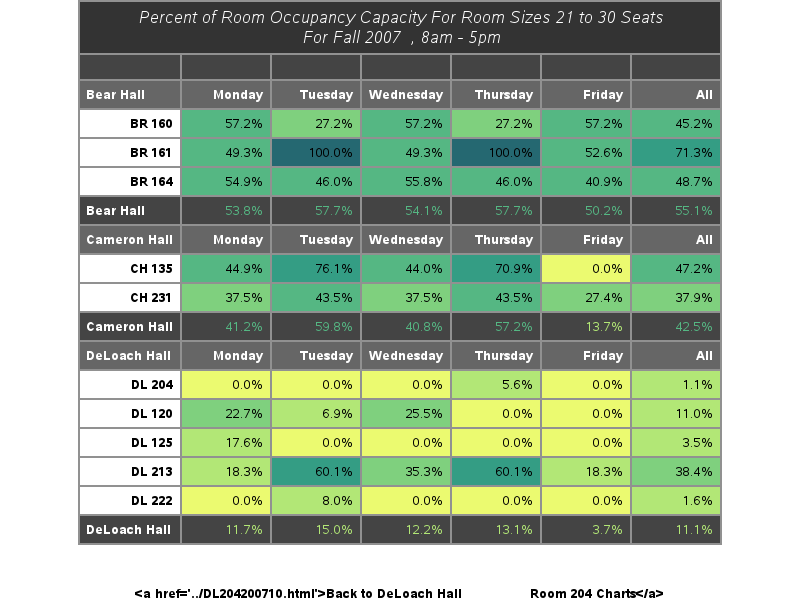 Percent of Room Occupancy Capacity For Room Sizes 21 to 30 Seats
For Fall 2007 , 8am - 5pm
Bear Hall Monday Tuesday Wednesday Thursday Friday All
BR 160 57.2% 27.2% 57.2% 27.2% 57.2% 45.2%
BR 161 49.3% 100.0% 49.3% 100.0% 52.6% 71.3%
BR 164 54.9% 46.0% 55.8% 46.0% 40.9% 48.7%
Bear Hall 53.8% 57.7% 54.1% 57.7% 50.2% 55.1%
Cameron Hall Monday Tuesday Wednesday Thursday Friday All
CH 135 44.9% 76.1% 44.0% 70.9% 0.0% 47.2%
CH 231 37.5% 43.5% 37.5% 43.5% 27.4% 37.9%
Cameron Hall 41.2% 59.8% 40.8% 57.2% 13.7% 42.5%
DeLoach Hall Monday Tuesday Wednesday Thursday Friday All
DL 204 0.0% 0.0% 0.0% 5.6% 0.0% 1.1%
DL 120 22.7% 6.9% 25.5% 0.0% 0.0% 11.0%
DL 125 17.6% 0.0% 0.0% 0.0% 0.0% 3.5%
DL 213 18.3% 60.1% 35.3% 60.1% 18.3% 38.4%
DL 222 0.0% 8.0% 0.0% 0.0% 0.0% 1.6%
DeLoach Hall 11.7% 15.0% 12.2% 13.1% 3.7% 11.1%
<a href='../DL204200710.html'>Back to DeLoach Hall Room 204 Charts</a>